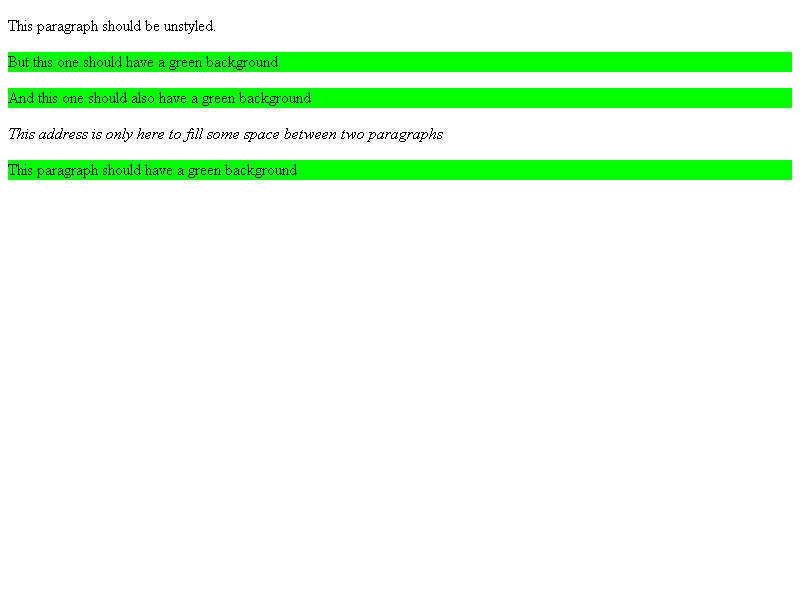 This paragraph should be unstyled.
But this one should have a green background
And this one should also have a green background
This address is only here to fill some space between two paragraphs
This paragraph should have a green background